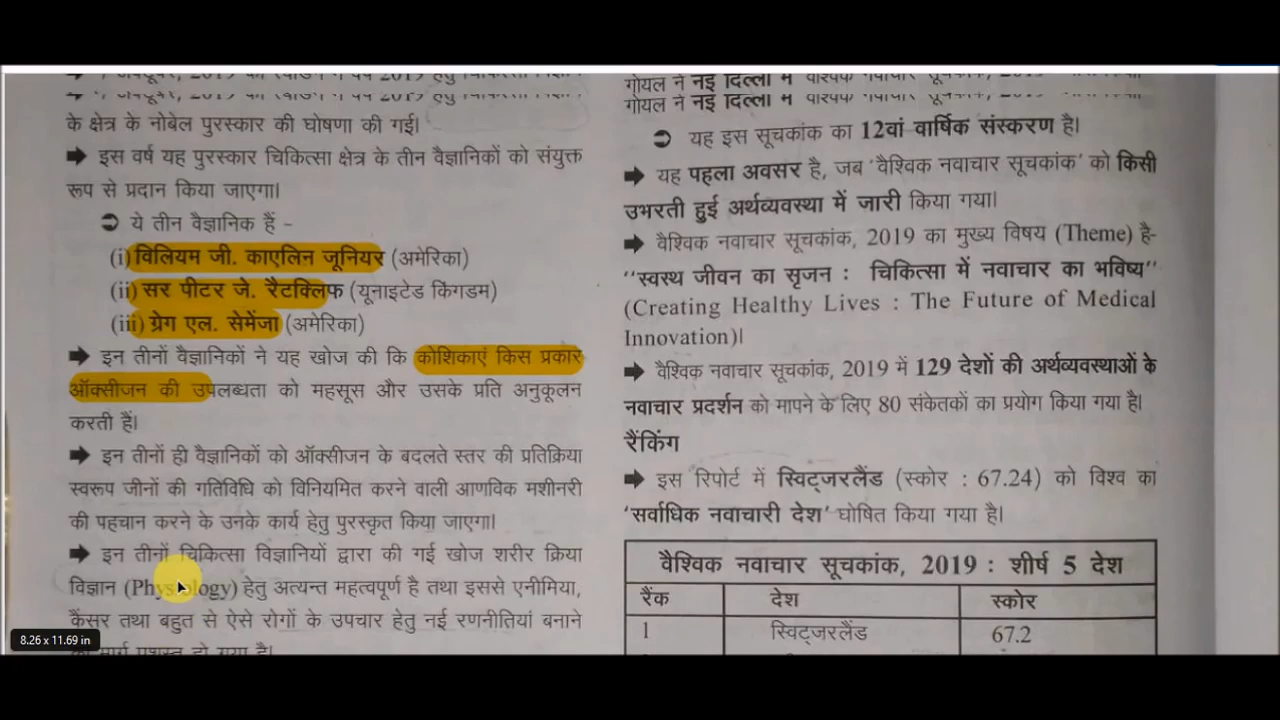 के क्षेत्र के नोबेल पुरस्कार की घोषणा की गई।
➡ इस वर्ष यह पुरस्कार चिकित्सा क्षेत्र के तीन वैज्ञानिकों को संयुक्त
रूप से प्रदान किया जाएगा।
➲ ये तीन वैज्ञानिक हैं -
(i) विलियम जी. काएलिन जूनियर (अमेरिका)
(ii) सर पीटर जे. रैटक्लिफ (यूनाइटेड किंगडम)
(iii) ग्रेग एल. सेमेंजा (अमेरिका)
➡ इन तीनों वैज्ञानिकों ने यह खोज की कि कोशिकाएं किस प्रकार
ऑक्सीजन की उपलब्धता को महसूस और उसके प्रति अनुकूलन
करती हैं।
➡ इन तीनों ही वैज्ञानिकों को ऑक्सीजन के बदलते स्तर की प्रतिक्रिया
स्वरूप जीनों की गतिविधि को विनियमित करने वाली आणविक मशीनरी
की पहचान करने के उनके कार्य हेतु पुरस्कृत किया जाएगा।
➡ इन तीनों चिकित्सा विज्ञानियों द्वारा की गई खोज शरीर क्रिया
विज्ञान (Physiology) हेतु अत्यन्त महत्वपूर्ण है तथा इससे एनीमिया,
कैंसर तथा बहुत से ऐसे रोगों के उपचार हेतु नई रणनीतियां बनाने
8.26 x 11.69 in
गोयल ने नई दिल्ली में
गोयल ने नई दिल्ली में
➲ यह इस सूचकांक का 12वां वार्षिक संस्करण है।
➡ यह पहला अवसर है, जब 'वैश्विक नवाचार सूचकांक' को किसी
उभरती हुई अर्थव्यवस्था में जारी किया गया।
➡ वैश्विक नवाचार सूचकांक, 2019 का मुख्य विषय (Theme) है-
"स्वस्थ जीवन का सृजन : चिकित्सा में नवाचार का भविष्य"
(Creating Healthy Lives : The Future of Medical
Innovation)।
➡ वैश्विक नवाचार सूचकांक, 2019 में 129 देशों की अर्थव्यवस्थाओं के
नवाचार प्रदर्शन को मापने के लिए 80 संकेतकों का प्रयोग किया गया है।
रैंकिंग
➡ इस रिपोर्ट में स्विट्जरलैंड (स्कोर : 67.24) को विश्व का
'सर्वाधिक नवाचारी देश' घोषित किया गया है।
वैश्विक नवाचार सूचकांक, 2019 : शीर्ष 5 देश
रैंक देश स्कोर
1 स्विट्जरलैंड 67.2